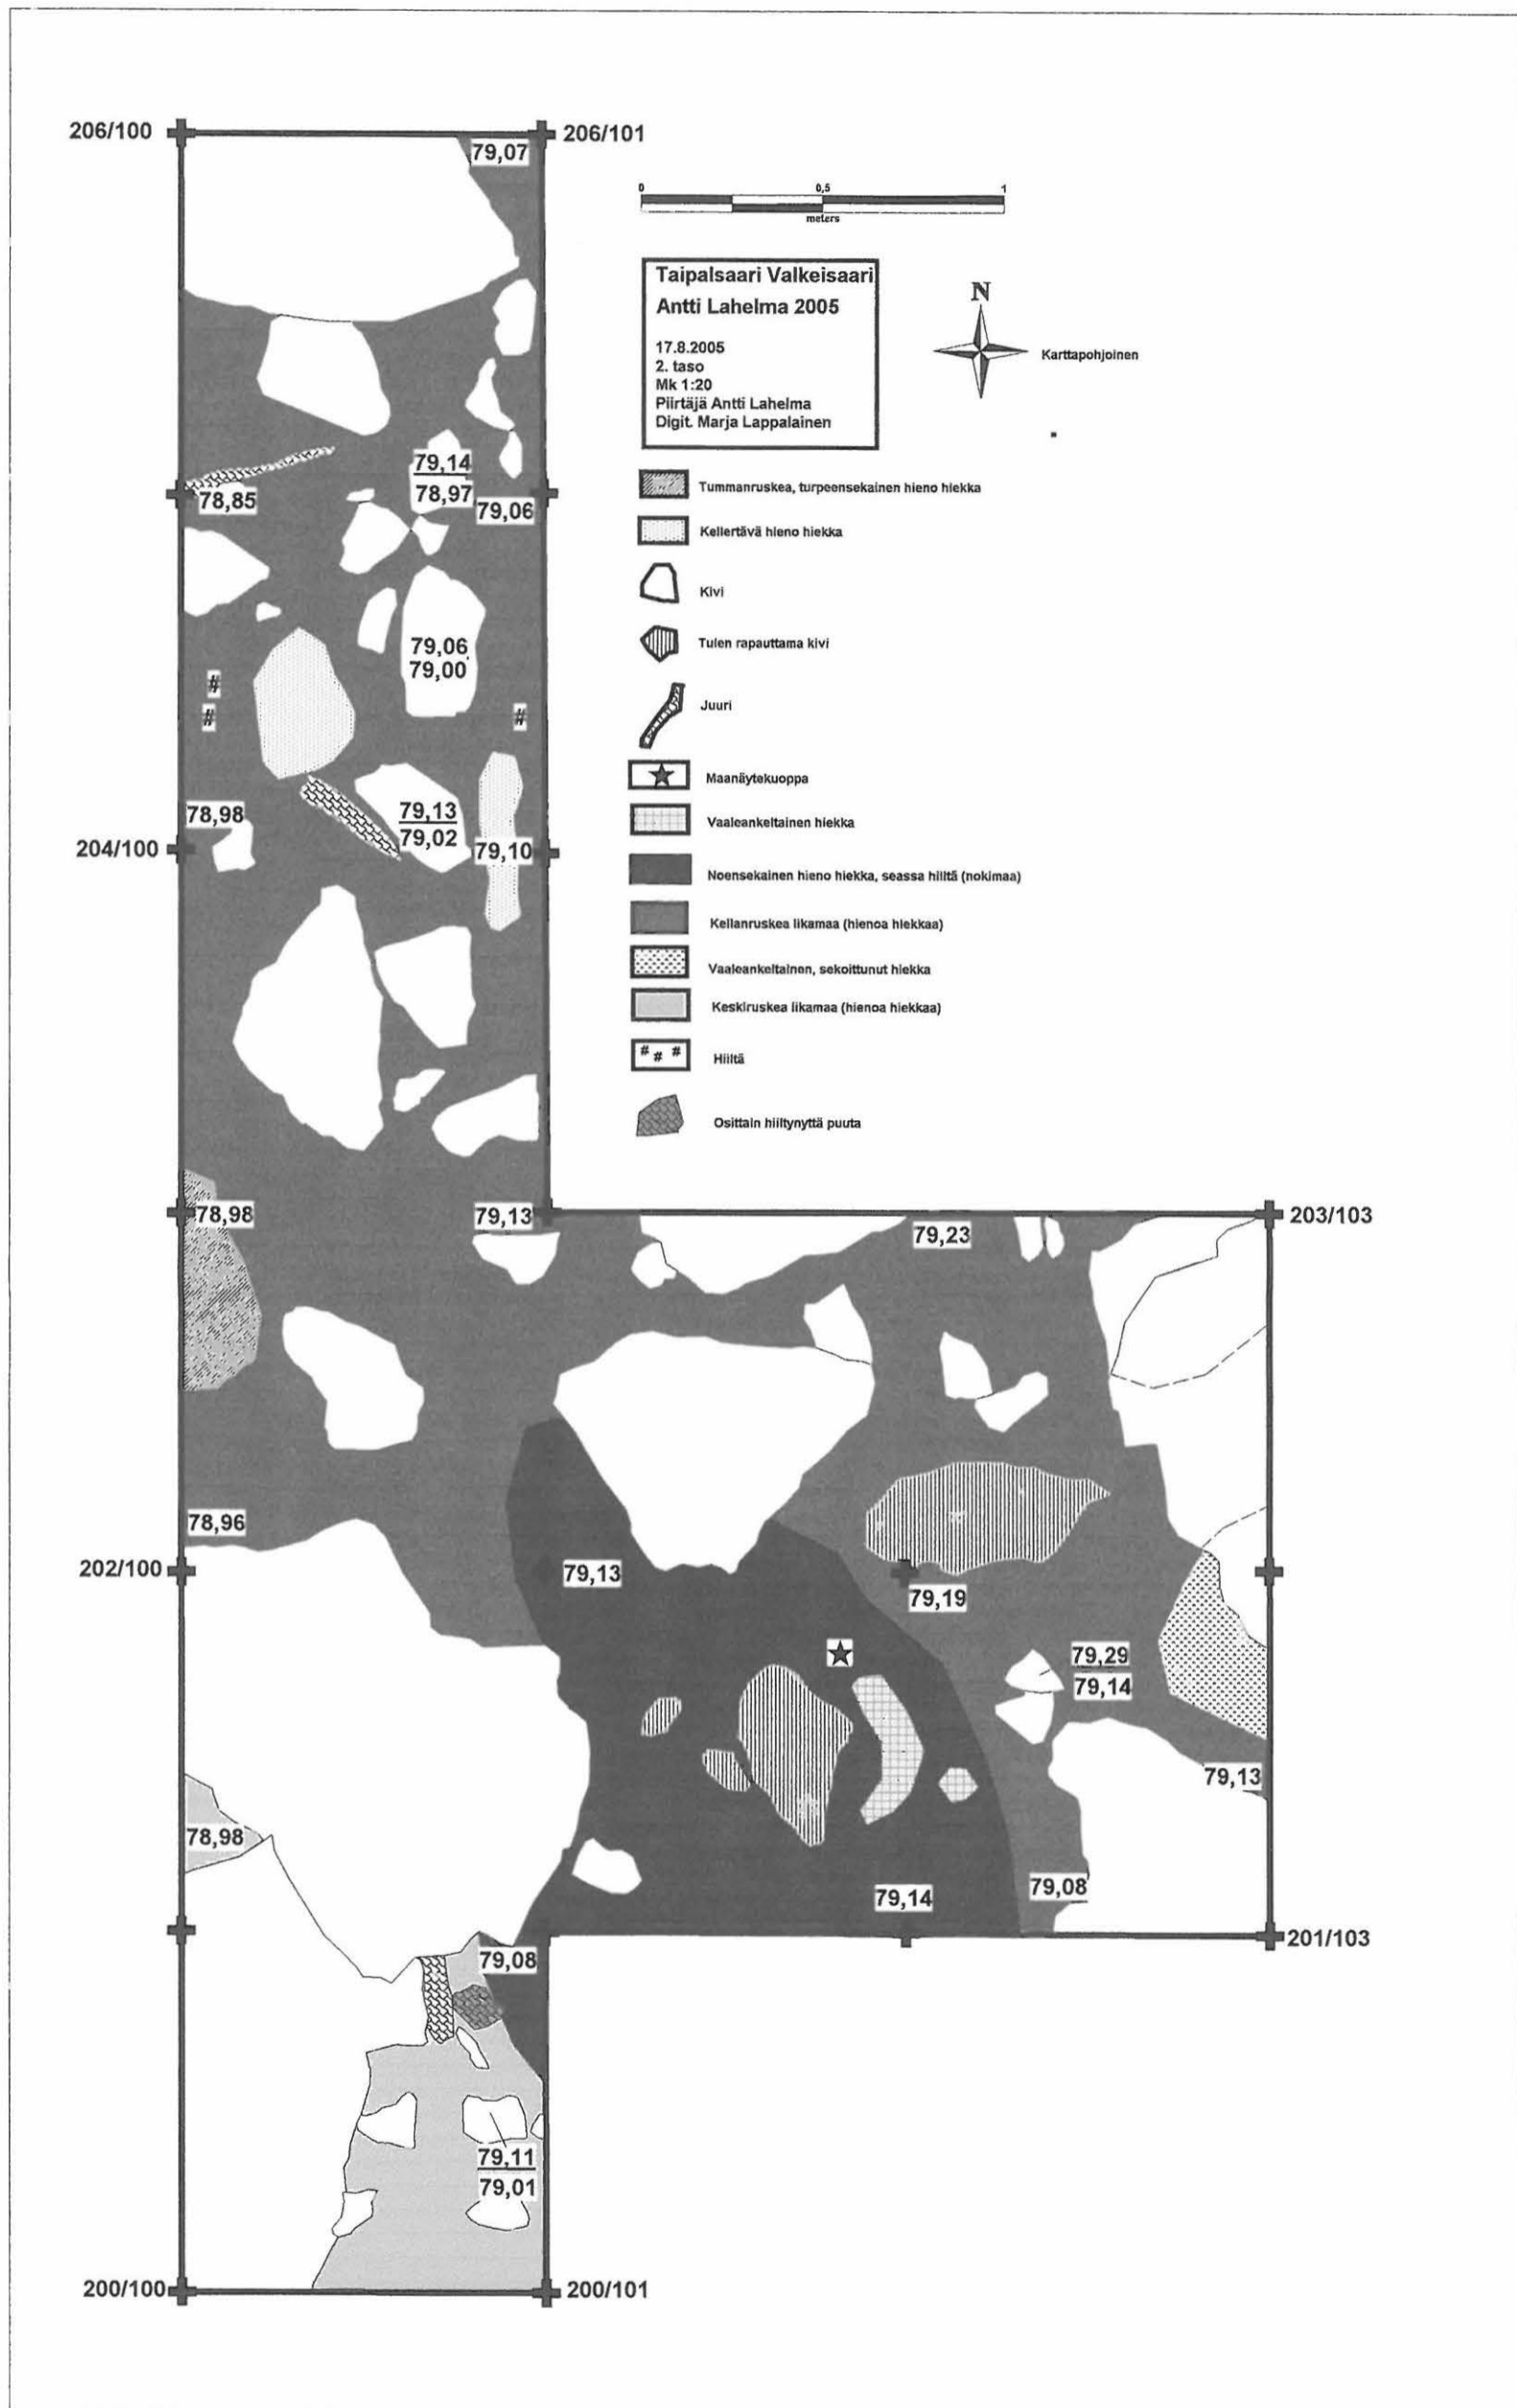 206/100
206/101
79,07
0 0,5 1
meters
Taipalsaari Valkeisaari
Antti Lahelma 2005
17.8.2005
2. taso
Mk 1:20
Piirtäjä Antti Lahelma
Digit. Marja Lappalainen
N
Karttapohjoinen
79,14
78,97
78,85
79,06
Tummanruskea, turpeensekainen hieno hiekka
Kellertävä hieno hiekka
Kivi
Tulen rapauttama kivi
Juuri
Maanäytekuoppa
Vaaleankeltainen hiekka
Noensekainen hieno hiekka, seassa hiiltä (nokimaa)
Kellanruskea likamaa (hienoa hiekkaa)
Vaaleankeltainen, sekoittunut hiekka
Keskiruskea likamaa (hienoa hiekkaa)
# # #
Hiiltä
Osittain hiiltynyttä puuta
79,06
79,00
#
#
#
78,98
79,13
79,02
204/100
79,10
78,98
79,13
203/103
79,23
78,96
202/100
79,13
79,19
79,29
79,14
79,13
78,98
79,08
79,14
201/103
79,08
79,11
79,01
200/100
200/101